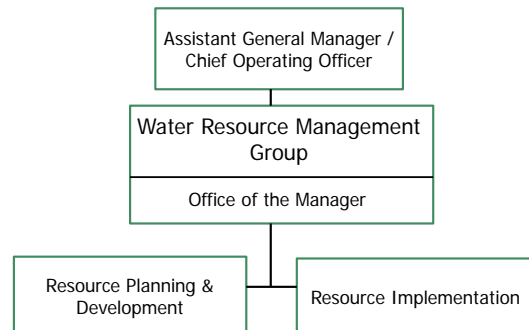 Assistant General Manager /
Chief Operating Officer
Water Resource Management
Group
Office of the Manager
Resource Planning &
Development
Resource Implementation